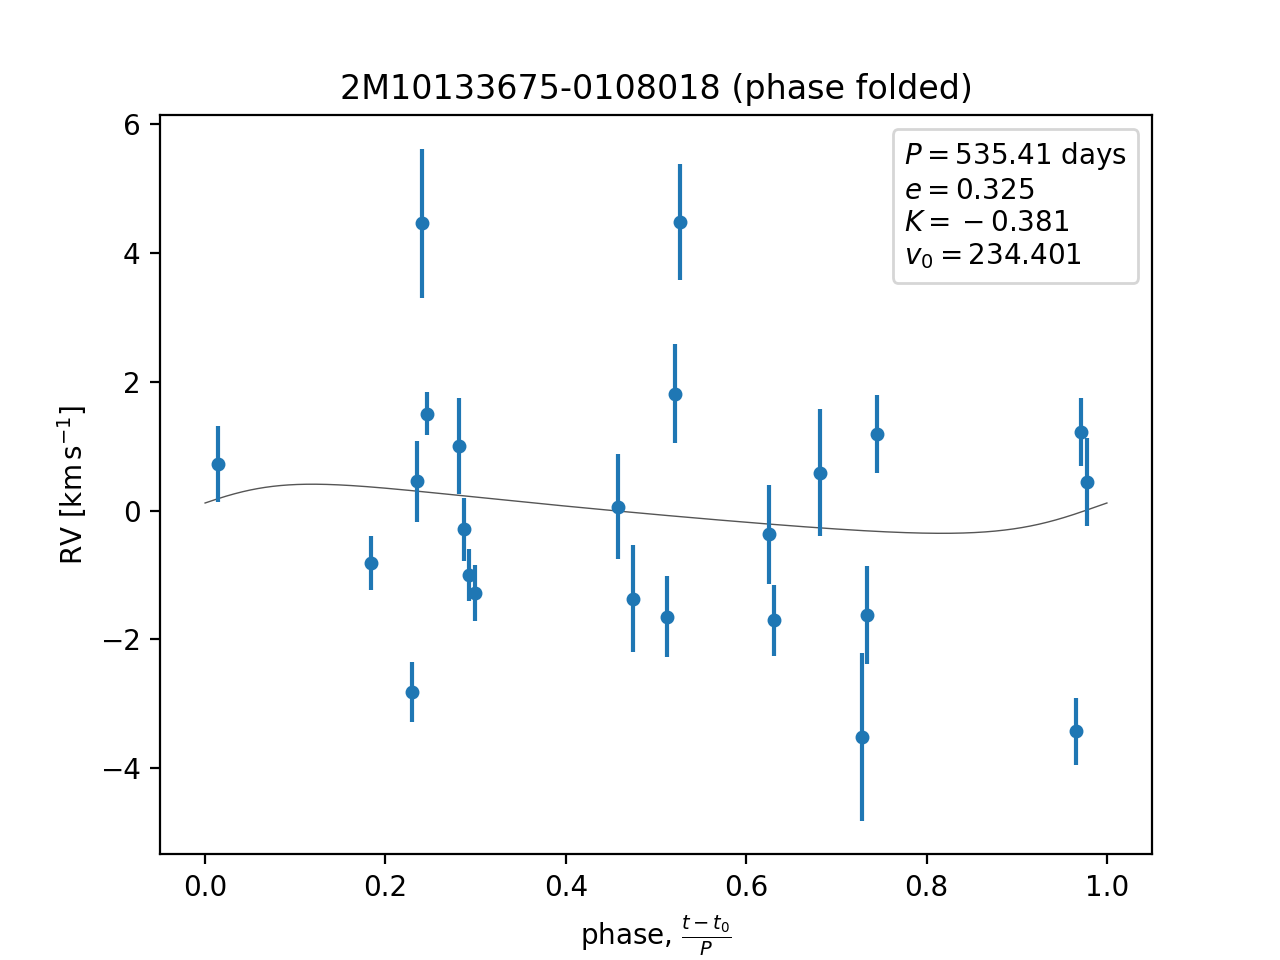 2M10133675-0108018 (phase folded)
P = 535.41 days
e = 0.325
K = −0.381
v₀ = 234.401
6
4
2
0
−2
−4
RV [km s⁻¹]
0.0 0.2 0.4 0.6 0.8 1.0
phase, (t − t₀)/P